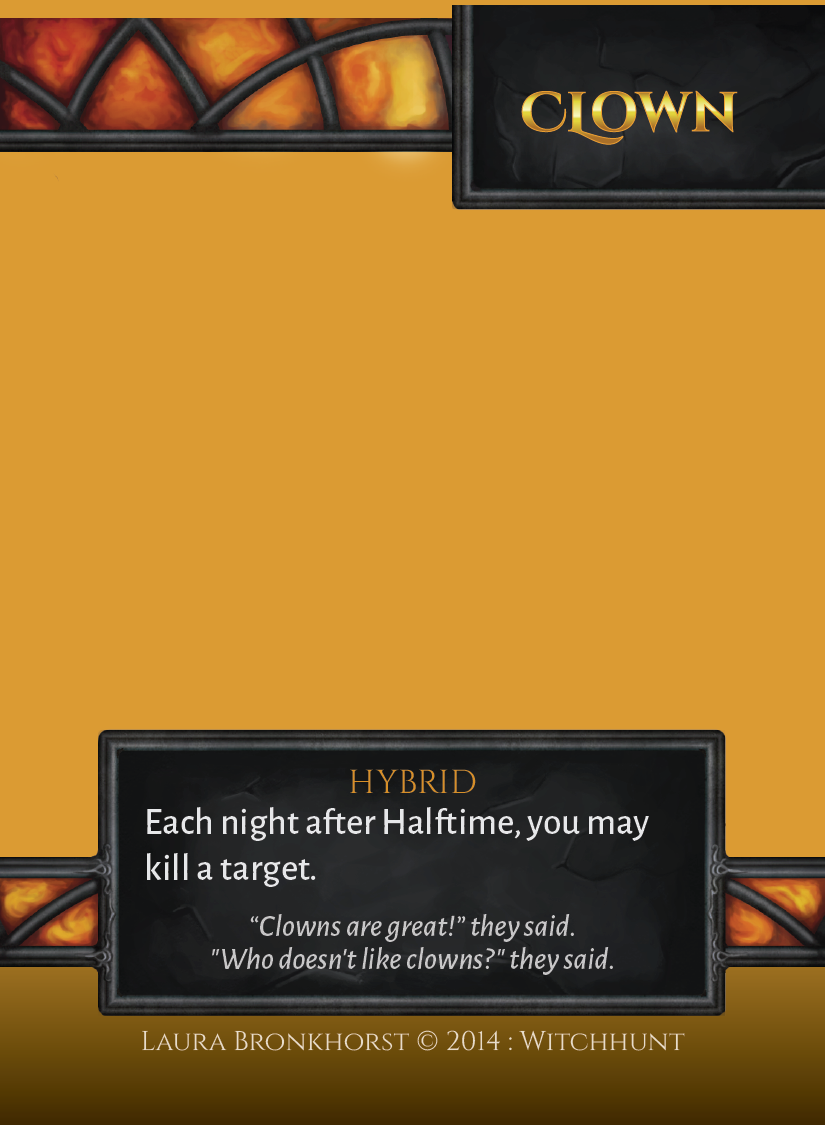 CLOWN
HYBRID
Each night after Halftime, you may
kill a target.
“Clowns are great!” they said.
"Who doesn't like clowns?" they said.
Laura Bronkhorst © 2014 : Witchhunt